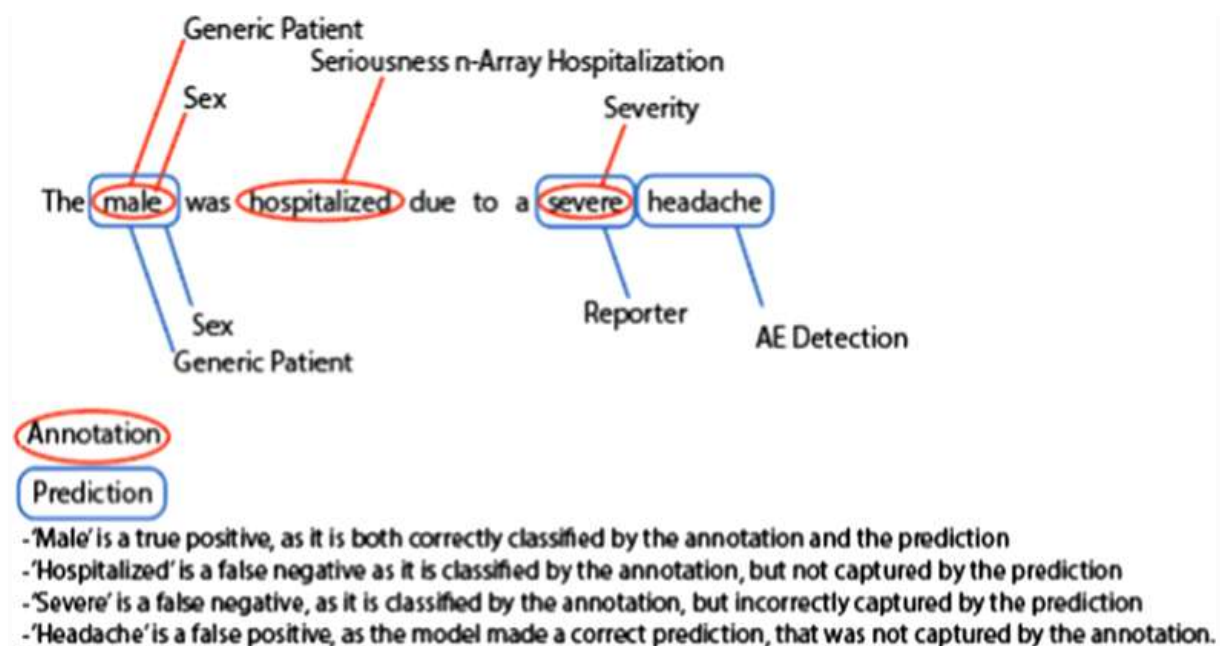 Generic Patient
Seriousness n-Array Hospitalization
Sex
Severity
The male was hospitalized due to a severe headache
Reporter
Sex
AE Detection
Generic Patient
Annotation
Prediction
-'Male' is a true positive, as it is both correctly classified by the annotation and the prediction
-'Hospitalized' is a false negative as it is classified by the annotation, but not captured by the prediction
-'Severe' is a false negative, as it is classified by the annotation, but incorrectly captured by the prediction
-'Headache' is a false positive, as the model made a correct prediction, that was not captured by the annotation.